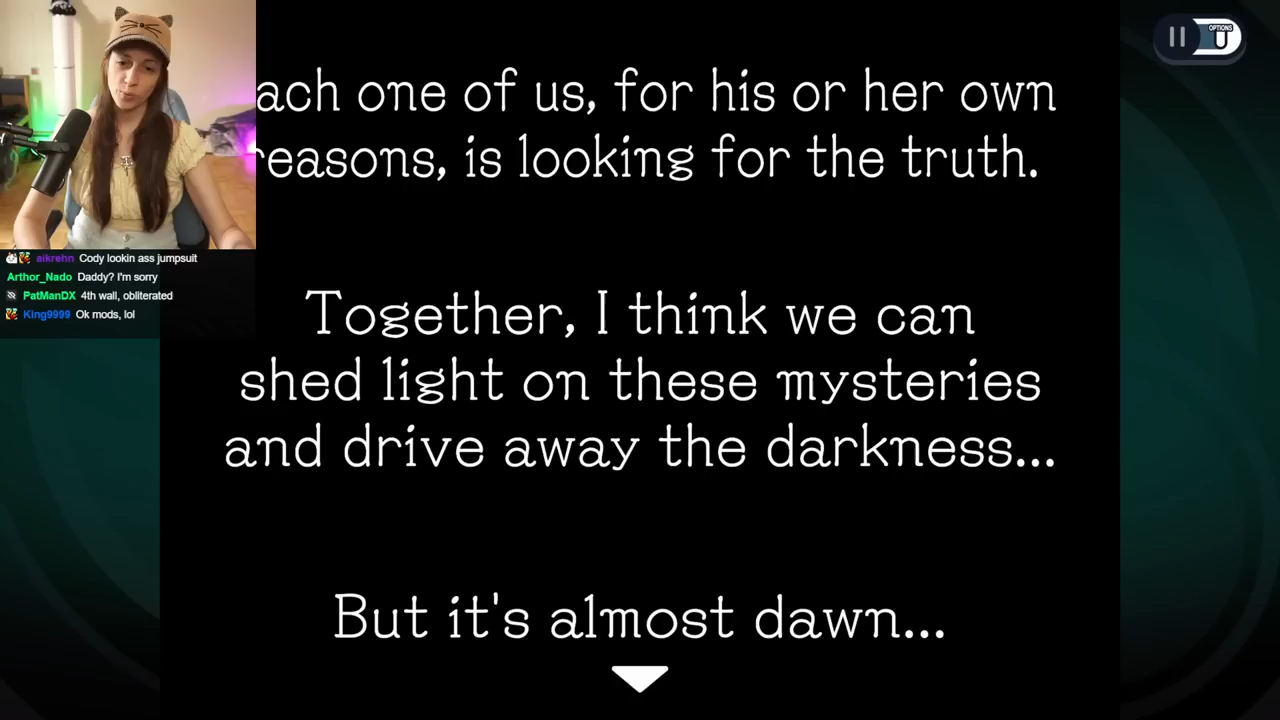 OPTIONS
ach one of us, for his or her own
reasons, is looking for the truth.
aikrehn Cody lookin ass jumpsuit
Arthor_Nado Daddy? I'm sorry
PatManDX 4th wall, obliterated
King9999 Ok mods, lol
Together, I think we can
shed light on these mysteries
and drive away the darkness...
But it's almost dawn...